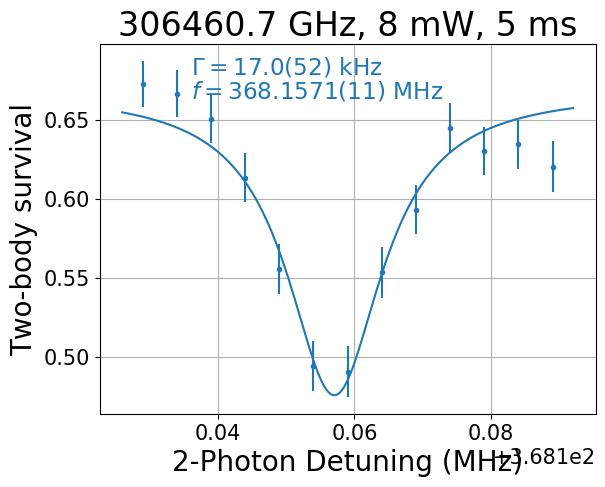 306460.7 GHz, 8 mW, 5 ms
Γ = 17.0(52) kHz
f = 368.1571(11) MHz
Two-body survival
0.65
0.60
0.55
0.50
0.04
0.06
0.08
2-Photon Detuning (MHz)
+3.681e2